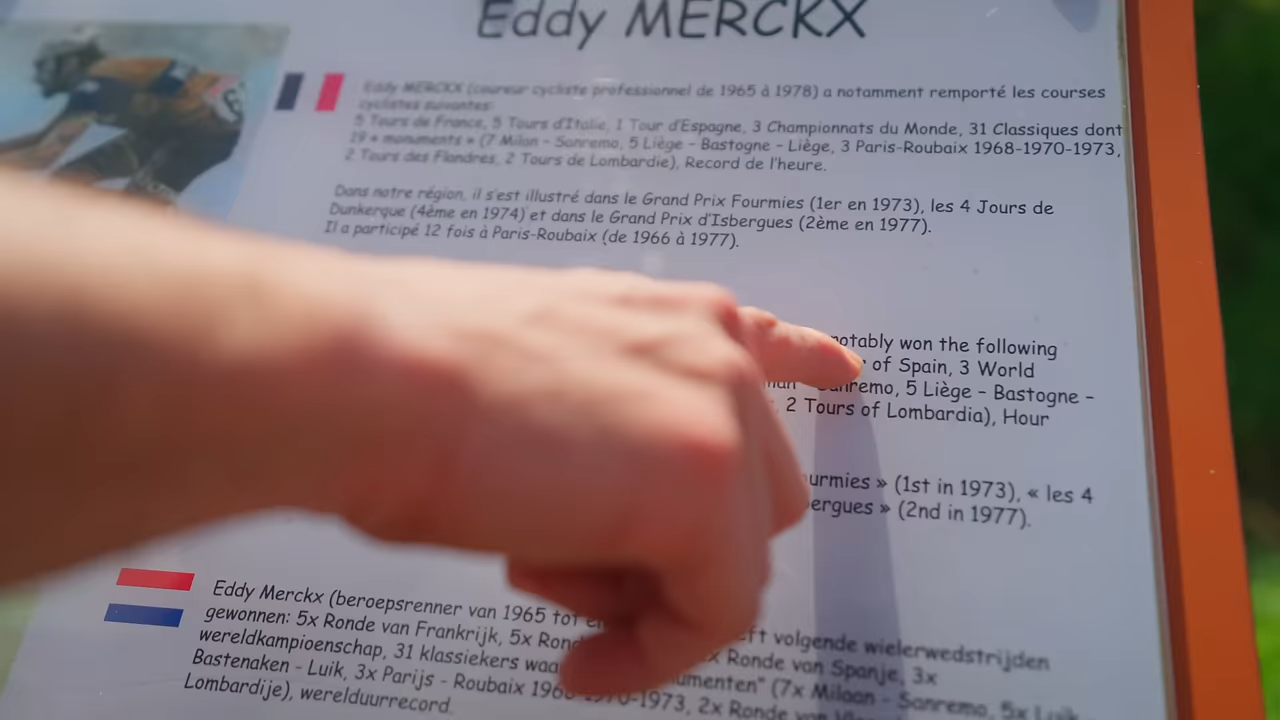 Eddy MERCKX
Eddy MERCKX (coureur cycliste professionnel de 1965 à 1978) a notamment remporté les courses
cyclistes suivantes:
5 Tours de France, 5 Tours d'Italie, 1 Tour d'Espagne, 3 Championnats du Monde, 31 Classiques dont
19 « monuments » (7 Milan - Sanremo, 5 Liège - Bastogne - Liège, 3 Paris-Roubaix 1968-1970-1973,
2 Tours des Flandres, 2 Tours de Lombardie), Record de l'heure.
Dans notre région, il s'est illustré dans le Grand Prix Fourmies (1er en 1973), les 4 Jours de
Dunkerque (4ème en 1974) et dans le Grand Prix d'Isbergues (2ème en 1977).
Il a participé 12 fois à Paris-Roubaix (de 1966 à 1977).
notably won the following
of Spain, 3 World
Sanremo, 5 Liège - Bastogne -
, 2 Tours of Lombardia), Hour
urmies » (1st in 1973), « les 4
bergues » (2nd in 1977).
Eddy Merckx (beroepsrenner van 1965 tot en ft volgende wielerwedstrijden
gewonnen: 5x Ronde van Frankrijk, 5x Rond x Ronde van Spanje, 3x
wereldkampioenschap, 31 klassiekers waa umenten" (7x Milaan - Sanremo, 5x Luik
Bastenaken - Luik, 3x Parijs - Roubaix 1968-1970-1973, 2x Ronde van
Lombardije), werelduurrecord.